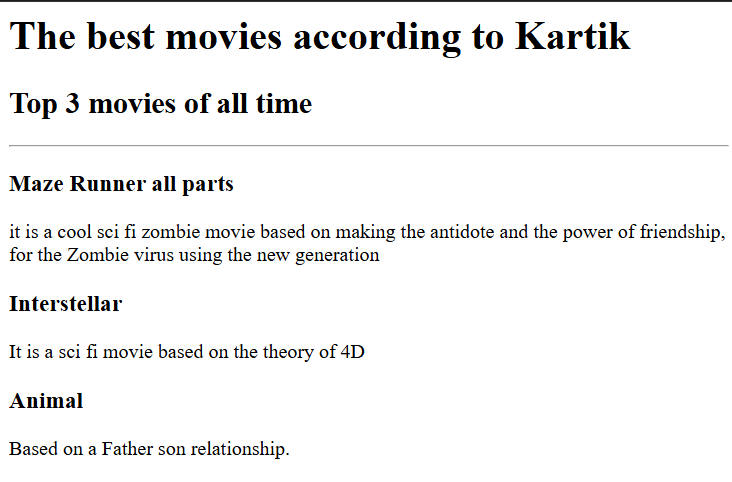 The best movies according to Kartik
Top 3 movies of all time
Maze Runner all parts
it is a cool sci fi zombie movie based on making the antidote and the power of friendship,
for the Zombie virus using the new generation
Interstellar
It is a sci fi movie based on the theory of 4D
Animal
Based on a Father son relationship.